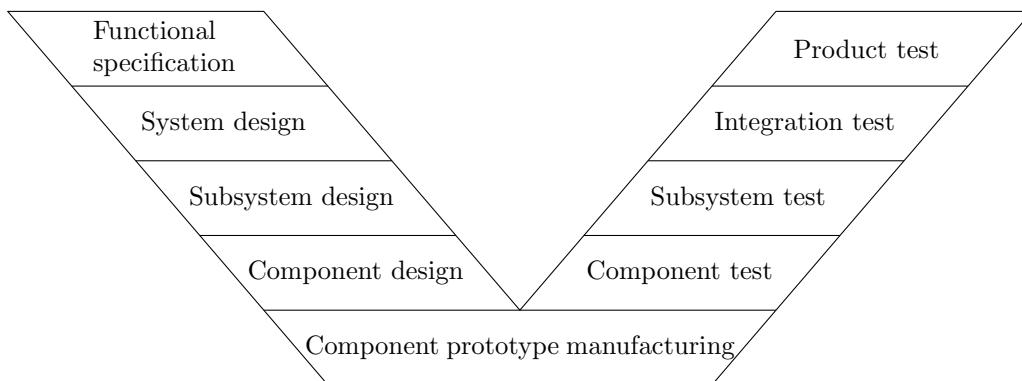 Functional
specification
Product test
System design
Integration test
Subsystem design
Subsystem test
Component design
Component test
Component prototype manufacturing